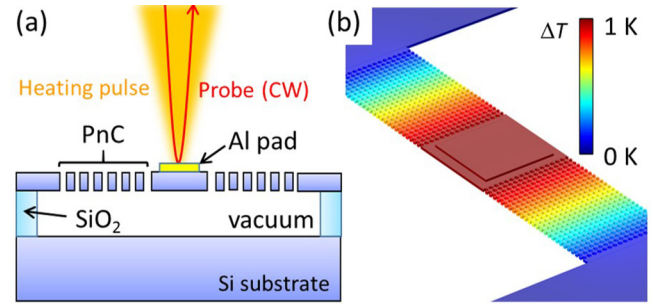 (a)
Heating pulse
Probe (CW)
PnC
Al pad
SiO₂
vacuum
Si substrate
(b)
ΔT
1 K
0 K